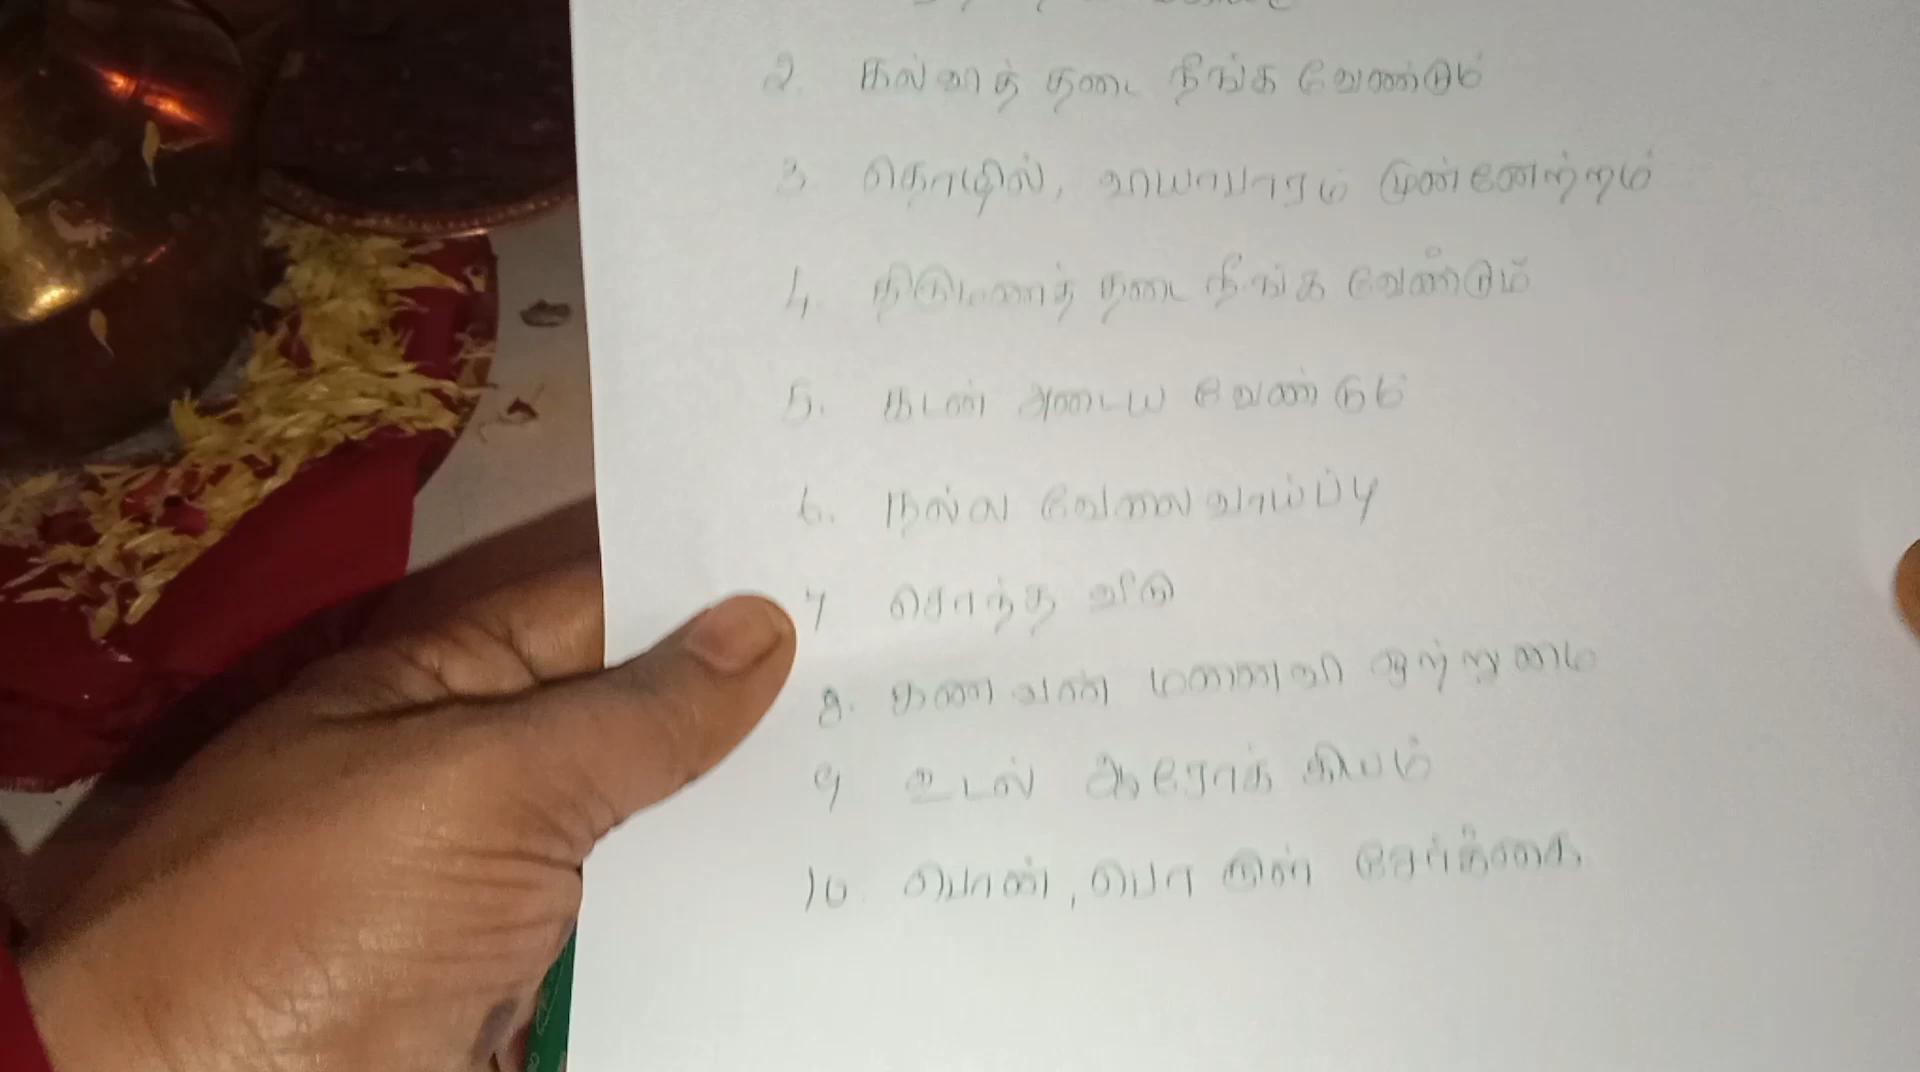 2. கல்வித் தடை நீங்க வேண்டும்
3. தொழில், வியாபாரம் முன்னேற்றம்
4. திருமணத் தடை நீங்க வேண்டும்
5. கடன் அடைய வேண்டும்
6. நல்ல வேலை வாய்ப்பு
7 சொந்த வீடு
8. கணவன் மனைவி ஒற்றுமை
9 உடல் ஆரோக்கியம்
10. பொன், பொருள் சேர்க்கை